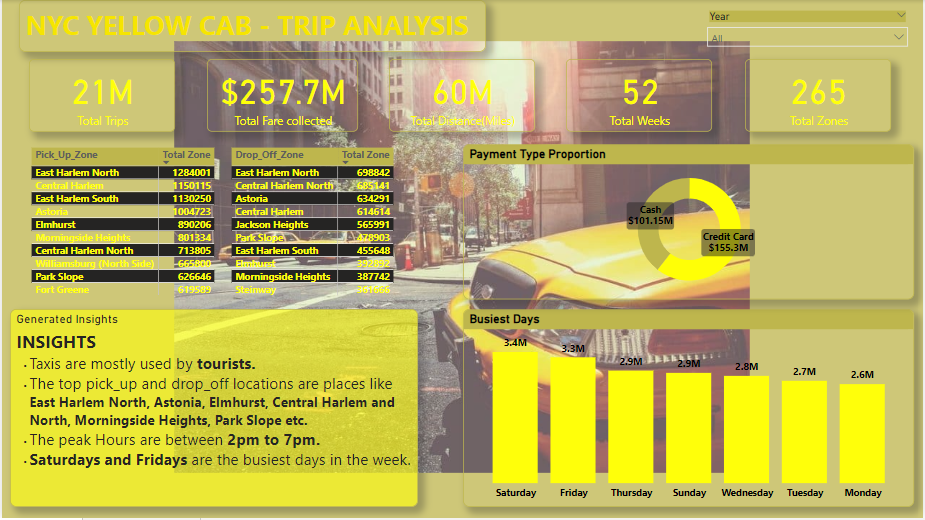 NYC YELLOW CAB - TRIP ANALYSIS
Year
All
21M
Total Trips
$257.7M
Total Fare collected
60M
Total Distance(Miles)
52
Total Weeks
265
Total Zones
Pick_Up_Zone Total Zone
East Harlem North 1284001
Central Harlem 1150115
East Harlem South 1130250
Astoria 1004723
Elmhurst 890206
Morningside Heights 801334
Central Harlem North 713805
Williamsburg (North Side) 665800
Park Slope 626646
Fort Greene 619589
Drop_Off_Zone Total Zone
East Harlem North 698842
Central Harlem North 685141
Astoria 634291
Central Harlem 614614
Jackson Heights 565991
Park Slope 478903
East Harlem South 455648
Elmhurst 392892
Morningside Heights 387742
Steinway 381666
Payment Type Proportion
Cash
$101.15M
Credit Card
$155.3M
Generated Insights
INSIGHTS
· Taxis are mostly used by tourists.
· The top pick_up and drop_off locations are places like
East Harlem North, Astonia, Elmhurst, Central Harlem and
North, Morningside Heights, Park Slope etc.
· The peak Hours are between 2pm to 7pm.
· Saturdays and Fridays are the busiest days in the week.
Busiest Days
3.4M
3.3M
2.9M
2.9M
2.8M
2.7M
2.6M
Saturday
Friday
Thursday
Sunday
Wednesday
Tuesday
Monday